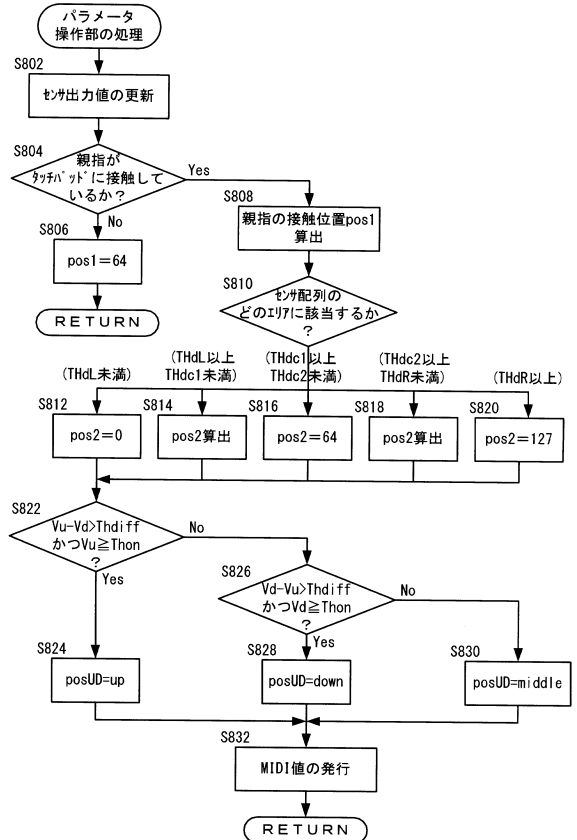 パラメータ
操作部の処理
S802
ｾﾝｻ出力値の更新
S804
親指が
ﾀｯﾁﾊﾟｯﾄﾞに接触して
いるか？
Yes
No
S806
pos1＝64
RETURN
S808
親指の接触位置pos1
算出
S810
ｾﾝｻ配列の
どのｴﾘｱに該当するか
？
(THdL未満)
(THdL以上
THdc1未満)
(THdc1以上
THdc2未満)
(THdc2以上
THdR未満)
(THdR以上)
S812
pos2＝0
S814
pos2算出
S816
pos2＝64
S818
pos2算出
S820
pos2＝127
S822
Vu−Vd>Thdiff
かつVu≧Thon
？
No
Yes
S826
Vd−Vu>Thdiff
かつVd≧Thon
？
No
Yes
S824
posUD=up
S828
posUD=down
S830
posUD=middle
S832
MIDI値の発行
RETURN